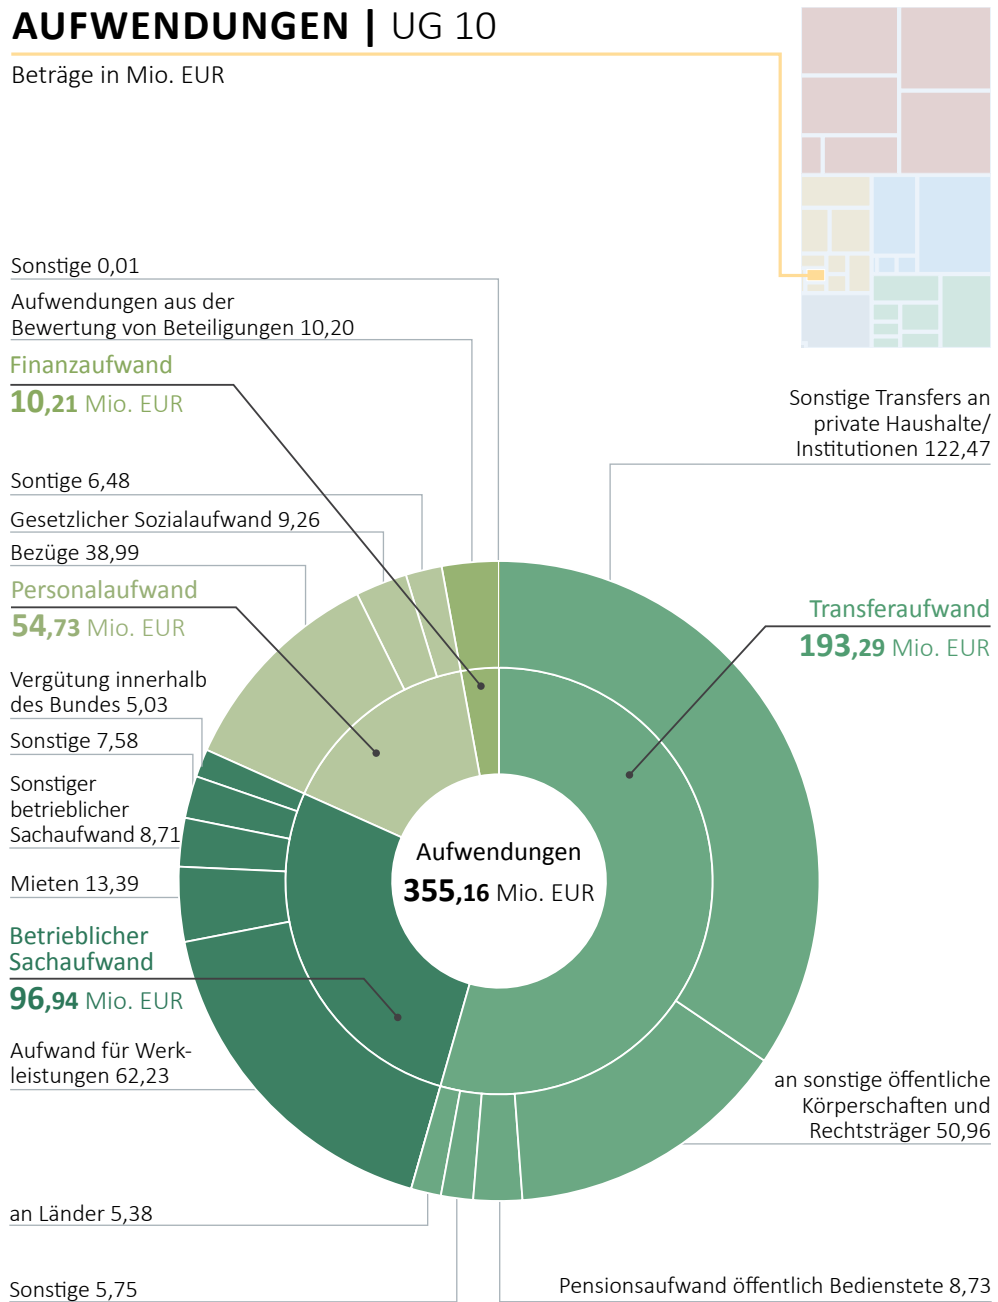 AUFWENDUNGEN | UG 10
Beträge in Mio. EUR
Sonstige 0,01
Aufwendungen aus der
Bewertung von Beteiligungen 10,20
Finanzaufwand
10,21 Mio. EUR
Sonstige Transfers an
private Haushalte/
Institutionen 122,47
Sontige 6,48
Gesetzlicher Sozialaufwand 9,26
Bezüge 38,99
Personalaufwand
54,73 Mio. EUR
Transferaufwand
193,29 Mio. EUR
Vergütung innerhalb
des Bundes 5,03
Sonstige 7,58
Sonstiger
betrieblicher
Sachaufwand 8,71
Aufwendungen
355,16 Mio. EUR
Mieten 13,39
Betrieblicher
Sachaufwand
96,94 Mio. EUR
Aufwand für Werk-
leistungen 62,23
an sonstige öffentliche
Körperschaften und
Rechtsträger 50,96
an Länder 5,38
Sonstige 5,75
Pensionsaufwand öffentlich Bedienstete 8,73